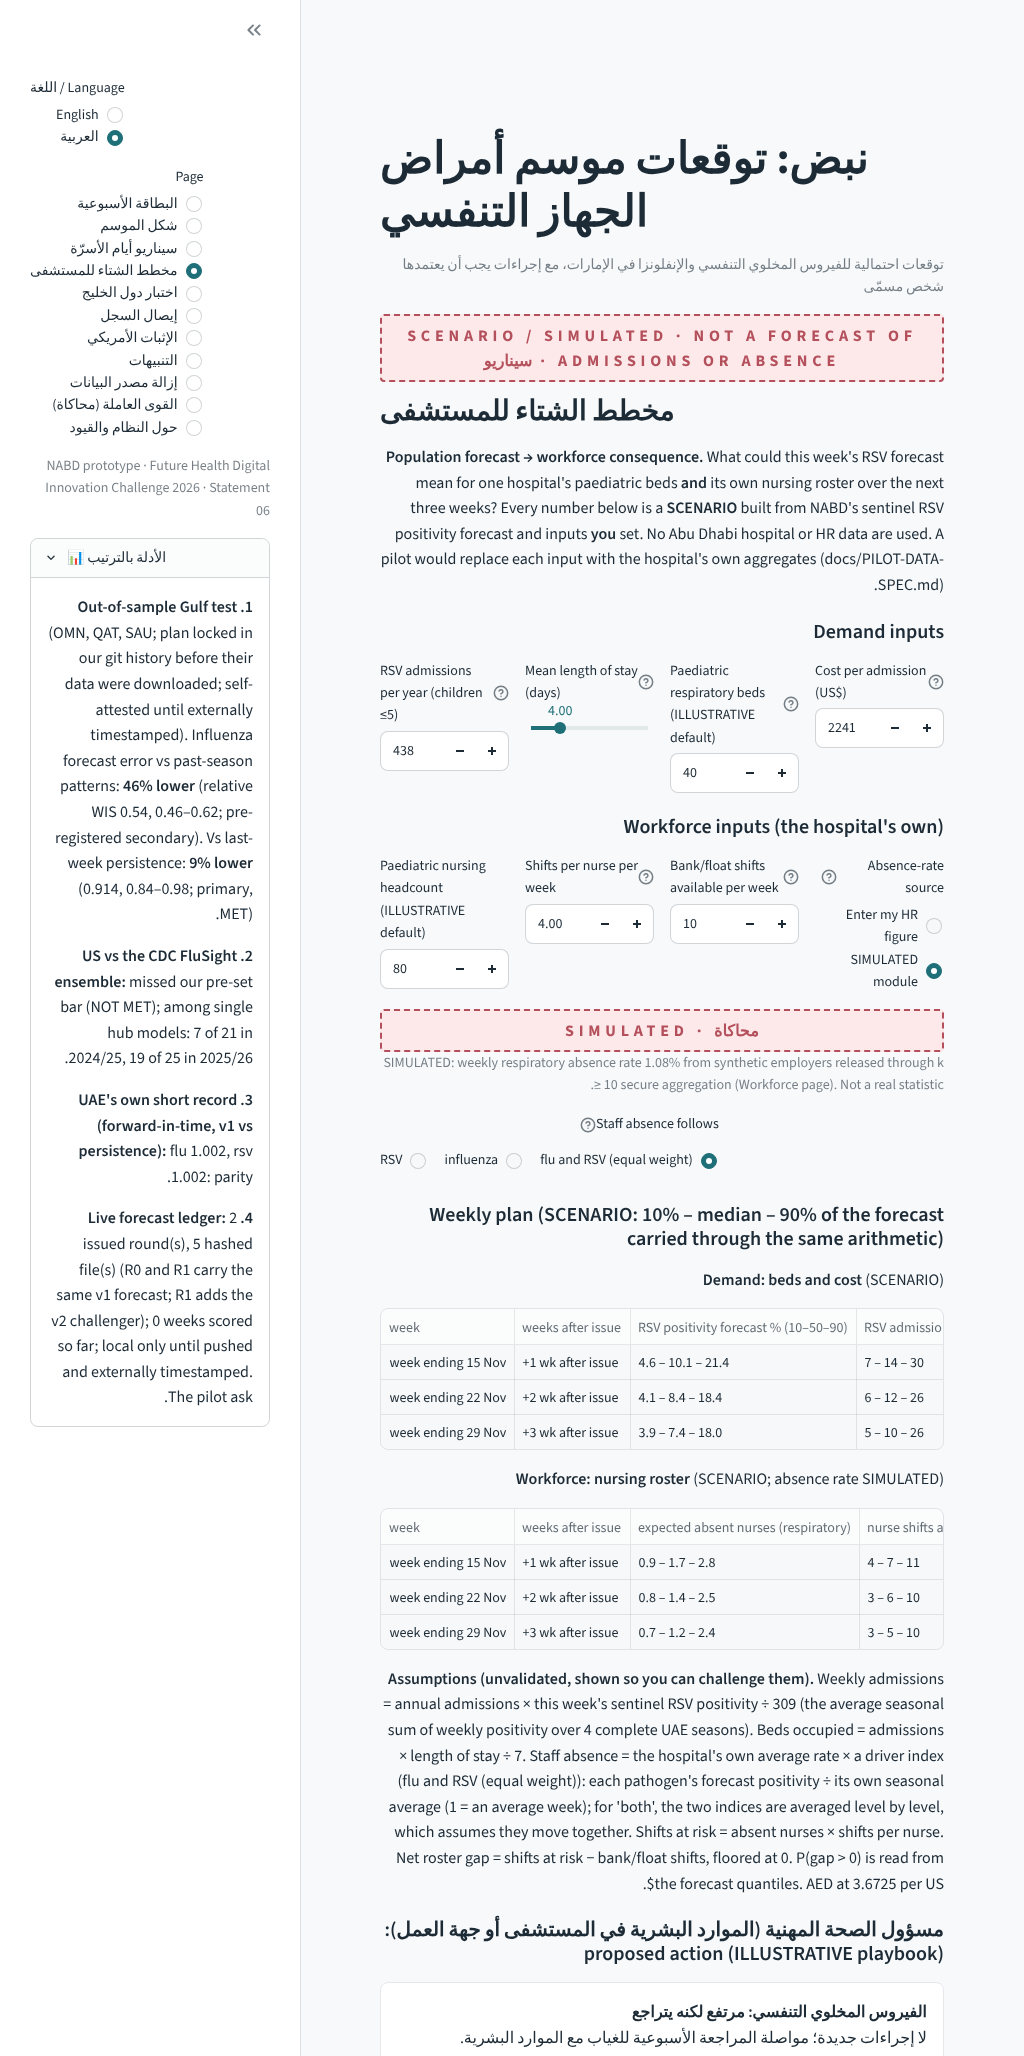 اللغة / Language
English
العربية
Page
البطاقة الأسبوعية
شكل الموسم
سيناريو أيام الأسرّة
مخطط الشتاء للمستشفى
اختبار دول الخليج
إيصال السجل
الإثبات الأمريكي
التنبيهات
إزالة مصدر البيانات
القوى العاملة (محاكاة)
حول النظام والقيود
NABD prototype · Future Health Digital
Innovation Challenge 2026 · Statement
06
📊 الأدلة بالترتيب
1. Out-of-sample Gulf test
(OMN, QAT, SAU; plan locked in
our git history before their
data were downloaded; self-
attested until externally
timestamped). Influenza
forecast error vs past-season
patterns: 46% lower (relative
WIS 0.54, 0.46–0.62; pre-
registered secondary). Vs last-
week persistence: 9% lower
(0.914, 0.84–0.98; primary,
MET).
2. US vs the CDC FluSight
ensemble: missed our pre-set
bar (NOT MET); among single
hub models: 7 of 21 in
2024/25, 19 of 25 in 2025/26.
3. UAE's own short record
(forward-in-time, v1 vs
persistence): flu 1.002, rsv
1.002: parity.
4. Live forecast ledger: 2
issued round(s), 5 hashed
file(s) (R0 and R1 carry the
same v1 forecast; R1 adds the
v2 challenger); 0 weeks scored
so far; local only until pushed
and externally timestamped.
The pilot ask.
نبض: توقعات موسم أمراض
الجهاز التنفسي
توقعات احتمالية للفيروس المخلوي التنفسي والإنفلونزا في الإمارات، مع إجراءات يجب أن يعتمدها
شخص مسمّى
SCENARIO / SIMULATED · NOT A FORECAST OF
ADMISSIONS OR ABSENCE · سيناريو
مخطط الشتاء للمستشفى
Population forecast → workforce consequence. What could this week's RSV forecast
mean for one hospital's paediatric beds and its own nursing roster over the next
three weeks? Every number below is a SCENARIO built from NABD's sentinel RSV
positivity forecast and inputs you set. No Abu Dhabi hospital or HR data are used. A
pilot would replace each input with the hospital's own aggregates (docs/PILOT-DATA-
SPEC.md).
Demand inputs
RSV admissions
per year (children
≤5)
438
Mean length of stay
(days)
4.00
Paediatric
respiratory beds
(ILLUSTRATIVE
default)
40
Cost per admission
(US$)
2241
Workforce inputs (the hospital's own)
Paediatric nursing
headcount
(ILLUSTRATIVE
default)
80
Shifts per nurse per
week
4.00
Bank/float shifts
available per week
10
Absence-rate
source
Enter my HR
figure
SIMULATED
module
SIMULATED · محاكاة
SIMULATED: weekly respiratory absence rate 1.08% from synthetic employers released through k
≥ 10 secure aggregation (Workforce page). Not a real statistic.
Staff absence follows
RSV
influenza
flu and RSV (equal weight)
Weekly plan (SCENARIO: 10% – median – 90% of the forecast
carried through the same arithmetic)
Demand: beds and cost (SCENARIO)
week weeks after issue RSV positivity forecast % (10–50–90) RSV admissio
week ending 15 Nov +1 wk after issue 4.6 – 10.1 – 21.4 7 – 14 – 30
week ending 22 Nov +2 wk after issue 4.1 – 8.4 – 18.4 6 – 12 – 26
week ending 29 Nov +3 wk after issue 3.9 – 7.4 – 18.0 5 – 10 – 26
Workforce: nursing roster (SCENARIO; absence rate SIMULATED)
week weeks after issue expected absent nurses (respiratory) nurse shifts a
week ending 15 Nov +1 wk after issue 0.9 – 1.7 – 2.8 4 – 7 – 11
week ending 22 Nov +2 wk after issue 0.8 – 1.4 – 2.5 3 – 6 – 10
week ending 29 Nov +3 wk after issue 0.7 – 1.2 – 2.4 3 – 5 – 10
Assumptions (unvalidated, shown so you can challenge them). Weekly admissions
= annual admissions × this week's sentinel RSV positivity ÷ 309 (the average seasonal
sum of weekly positivity over 4 complete UAE seasons). Beds occupied = admissions
× length of stay ÷ 7. Staff absence = the hospital's own average rate × a driver index
(flu and RSV (equal weight)): each pathogen's forecast positivity ÷ its own seasonal
average (1 = an average week); for 'both', the two indices are averaged level by level,
which assumes they move together. Shifts at risk = absent nurses × shifts per nurse.
Net roster gap = shifts at risk − bank/float shifts, floored at 0. P(gap > 0) is read from
the forecast quantiles. AED at 3.6725 per US$.
مسؤول الصحة المهنية (الموارد البشرية في المستشفى أو جهة العمل):
proposed action (ILLUSTRATIVE playbook)
الفيروس المخلوي التنفسي: مرتفع لكنه يتراجع
لا إجراءات جديدة؛ مواصلة المراجعة الأسبوعية للغياب مع الموارد البشرية.